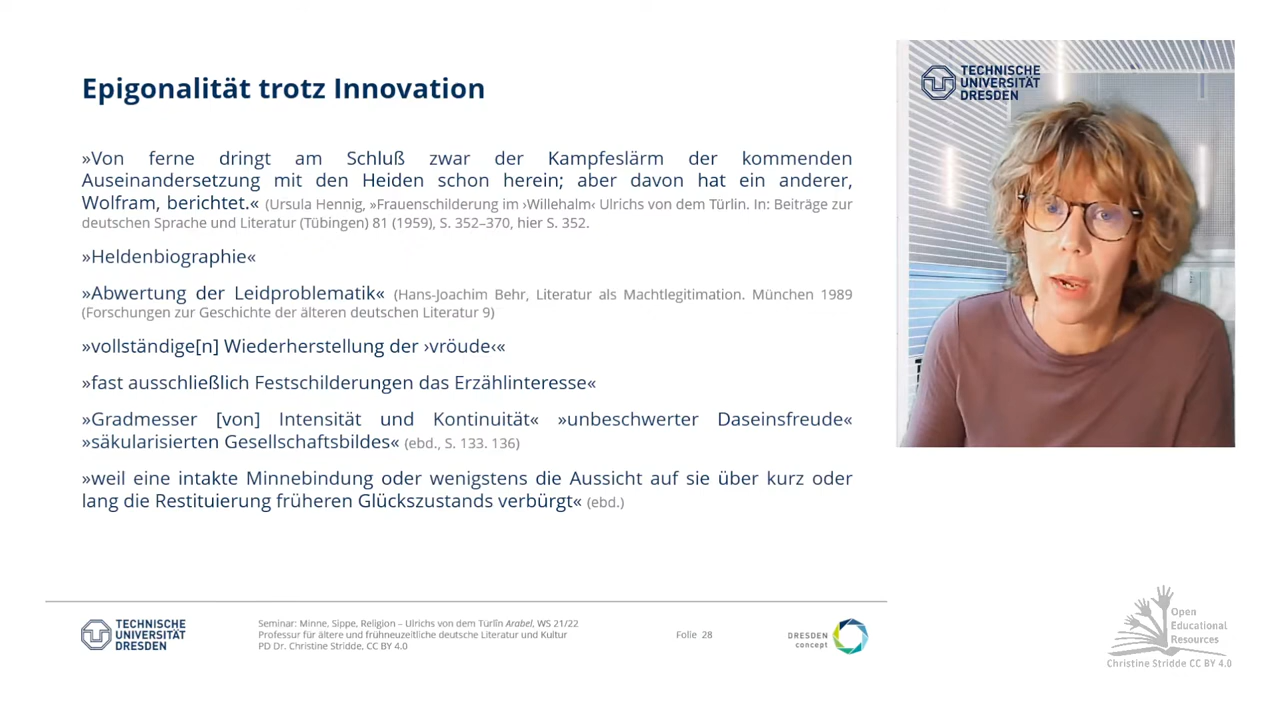 Epigonalität trotz Innovation
»Von ferne dringt am Schluß zwar der Kampfeslärm der kommenden
Auseinandersetzung mit den Heiden schon herein; aber davon hat ein anderer,
Wolfram, berichtet.« (Ursula Hennig, »Frauenschilderung im ›Willehalm‹ Ulrichs von dem Türlin. In: Beiträge zur
deutschen Sprache und Literatur (Tübingen) 81 (1959), S. 352–370, hier S. 352.
»Heldenbiographie«
»Abwertung der Leidproblematik« (Hans-Joachim Behr, Literatur als Machtlegitimation. München 1989
(Forschungen zur Geschichte der älteren deutschen Literatur 9)
»vollständige[n] Wiederherstellung der ›vröude‹«
»fast ausschließlich Festschilderungen das Erzählinteresse«
»Gradmesser [von] Intensität und Kontinuität« »unbeschwerter Daseinsfreude«
»säkularisierten Gesellschaftsbildes« (ebd., S. 133. 136)
»weil eine intakte Minnebindung oder wenigstens die Aussicht auf sie über kurz oder
lang die Restituierung früheren Glückszustands verbürgt« (ebd.)
TECHNISCHE
UNIVERSITÄT
DRESDEN
TECHNISCHE
UNIVERSITÄT
DRESDEN
Seminar: Minne, Sippe, Religion – Ulrichs von dem Türlîn Arabel, WS 21/22
Professur für ältere und frühneuzeitliche deutsche Literatur und Kultur
PD Dr. Christine Stridde, CC BY 4.0
Folie 28
DRESDEN
concept
Open
Educational
Resources
Christine Stridde CC BY 4.0